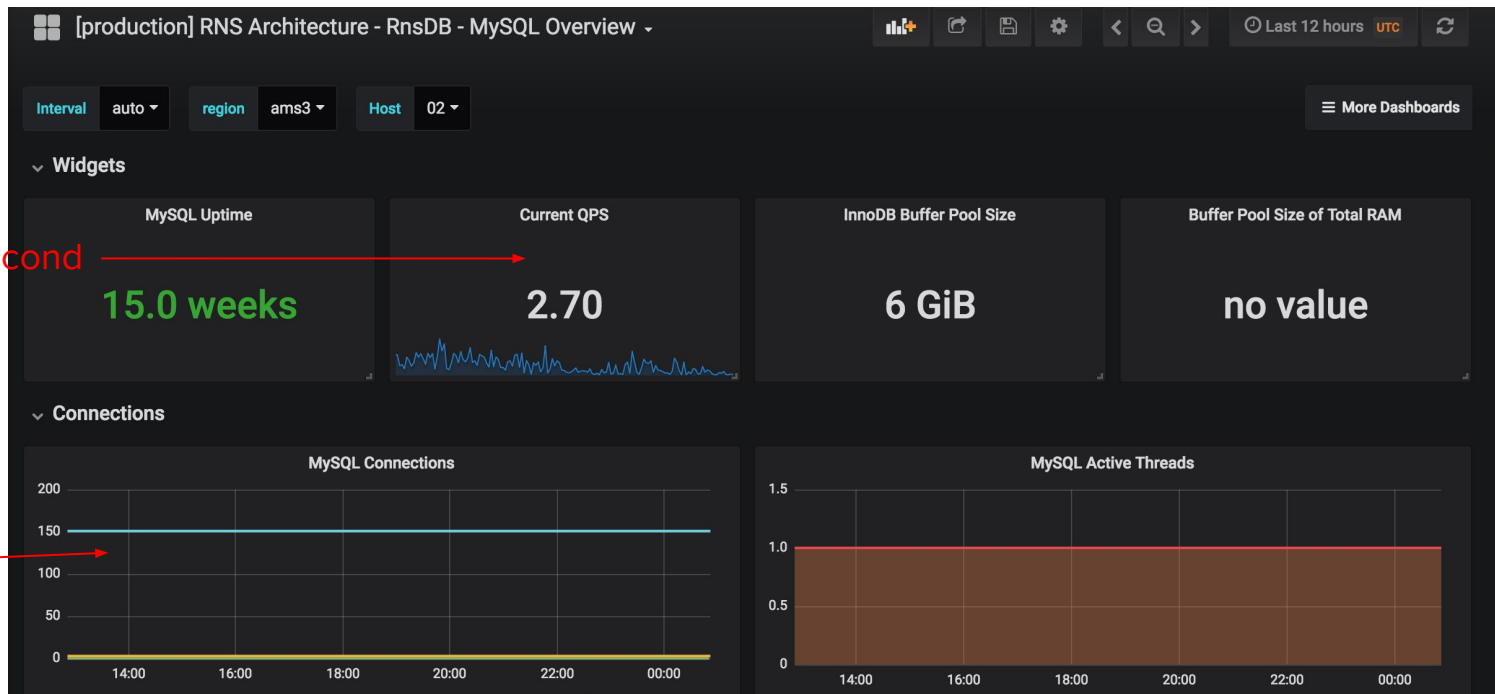 [production] RNS Architecture - RnsDB - MySQL Overview
Last 12 hours UTC
Interval auto region ams3 Host 02
More Dashboards
Widgets
MySQL Uptime
15.0 weeks
cond
Current QPS
2.70
InnoDB Buffer Pool Size
6 GiB
Buffer Pool Size of Total RAM
no value
Connections
MySQL Connections
200
150
100
50
0
14:00 16:00 18:00 20:00 22:00 00:00
MySQL Active Threads
1.5
1.0
0.5
0
14:00 16:00 18:00 20:00 22:00 00:00